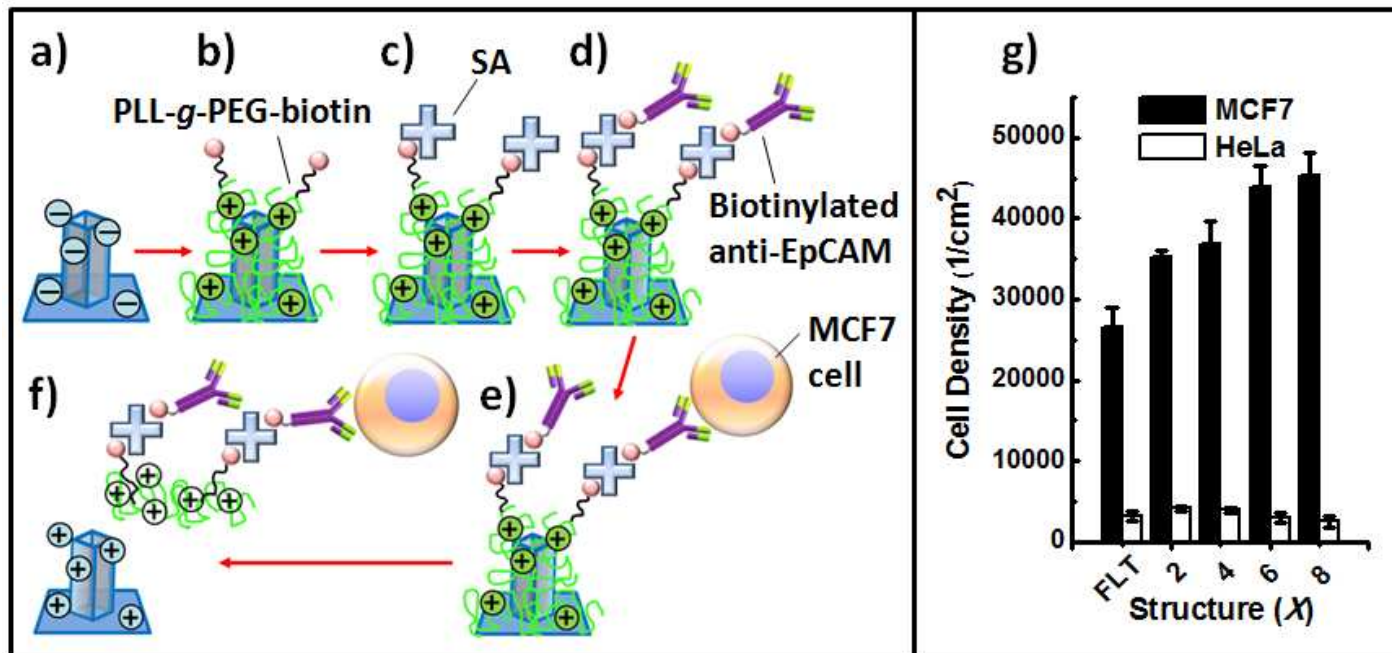 a)
b)
c)
d)
SA
PLL-g-PEG-biotin
Biotinylated
anti-EpCAM
MCF7
cell
e)
f)
g)
MCF7
HeLa
Cell Density (1/cm²)
50000
40000
30000
20000
10000
0
FLT 2 4 6 8
Structure (X)